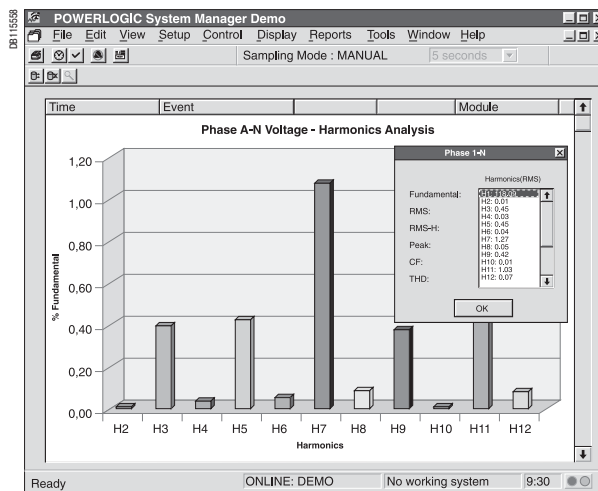 DB115558
POWERLOGIC System Manager Demo
File Edit View Setup Control Display Reports Tools Window Help
Sampling Mode : MANUAL 5 seconds
Time Event Module
Phase A-N Voltage - Harmonics Analysis
1,20
1,00
0,80
0,60
0,40
0,20
0,00
% Fundamental
H2 H3 H4 H5 H6 H7 H8 H9 H10 H11 H12
Harmonics
Phase 1-N
Harmonics(RMS)
Fundamental:
RMS:
RMS-H:
Peak:
CF:
THD:
H2: 0.01
H3: 0.45
H4: 0.03
H5: 0.45
H6: 0.04
H7: 1.27
H8: 0.05
H9: 0.42
H10: 0.01
H11: 1.03
H12: 0.07
OK
Ready ONLINE: DEMO No working system 9:30